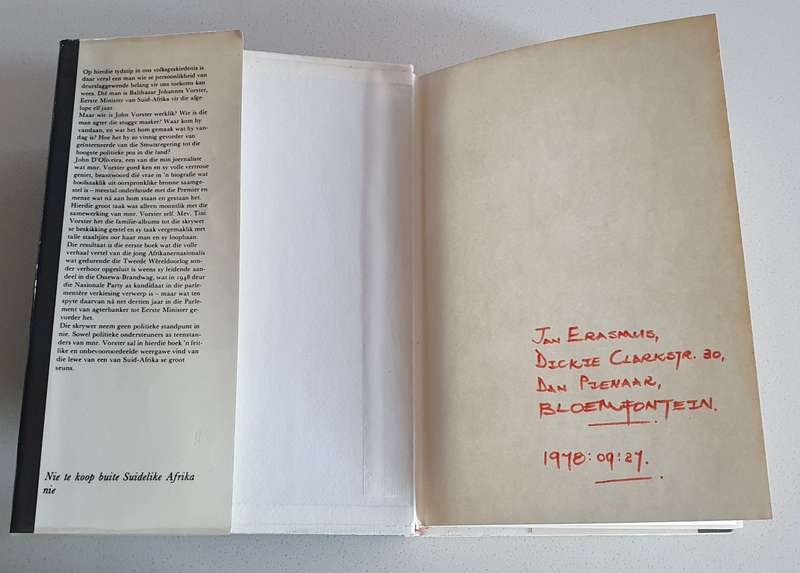 Op hierdie tydstip in ons volksgeskiedenis is
daar veral een man wie se persoonlikheid van
deurslaggewende belang vir ons toekoms kan
wees. Dié man is Balthazar Johannes Vorster,
Eerste Minister van Suid-Afrika vir die afge-
lope elf jaar.
Maar wie is John Vorster werklik? Wie is die
man agter die stugge masker? Waar kom hy
vandaan, en wat het hom gemaak wat hy van-
dag is? Hoe het hy so vinnig gevorder van
geïnterneerde van die Smutsregering tot die
hoogste politieke pos in die land?
John D'Oliveira, een van die min joernaliste
wat mnr. Vorster goed ken en sy volle vertroue
geniet, beantwoord dié vrae in 'n biografie wat
hoofsaaklik uit oorspronklike bronne saamge-
stel is – meestal onderhoude met die Premier en
mense wat ná aan hom staan en gestaan het.
Hierdie groot taak was alleen moontlik met die
samewerking van mnr. Vorster self. Mev. Tini
Vorster het die familie-albums tot die skrywer
se beskikking gestel en sy taak vergemaklik met
talle staaltjies oor haar man en sy loopbaan.
Die resultaat is die eerste boek wat die volle
verhaal vertel van die jong Afrikanernasionalis
wat gedurende die Tweede Wêreldoorlog son-
der verhoor opgesluit is weens sy leidende aan-
deel in die Ossewa-Brandwag, wat in 1948 deur
die Nasionale Party as kandidaat in die parle-
mentêre verkiesing verwerp is – maar wat ten
spyte daarvan ná net dertien jaar in die Parle-
ment van agterbanker tot Eerste Minister ge-
vorder het.
Die skrywer neem geen politieke standpunt in
nie. Sowel politieke ondersteuners as teenstan-
ders van mnr. Vorster sal in hierdie boek 'n feit-
like en onbevooroordeelde weergawe vind van
die lewe van een van Suid-Afrika se groot
seuns.
Nie te koop buite Suidelike Afrika
nie
Jan Erasmus,
Dickie Clarkstr. 30,
Dan Pienaar,
BLOEMFONTEIN.
1978:09:27.